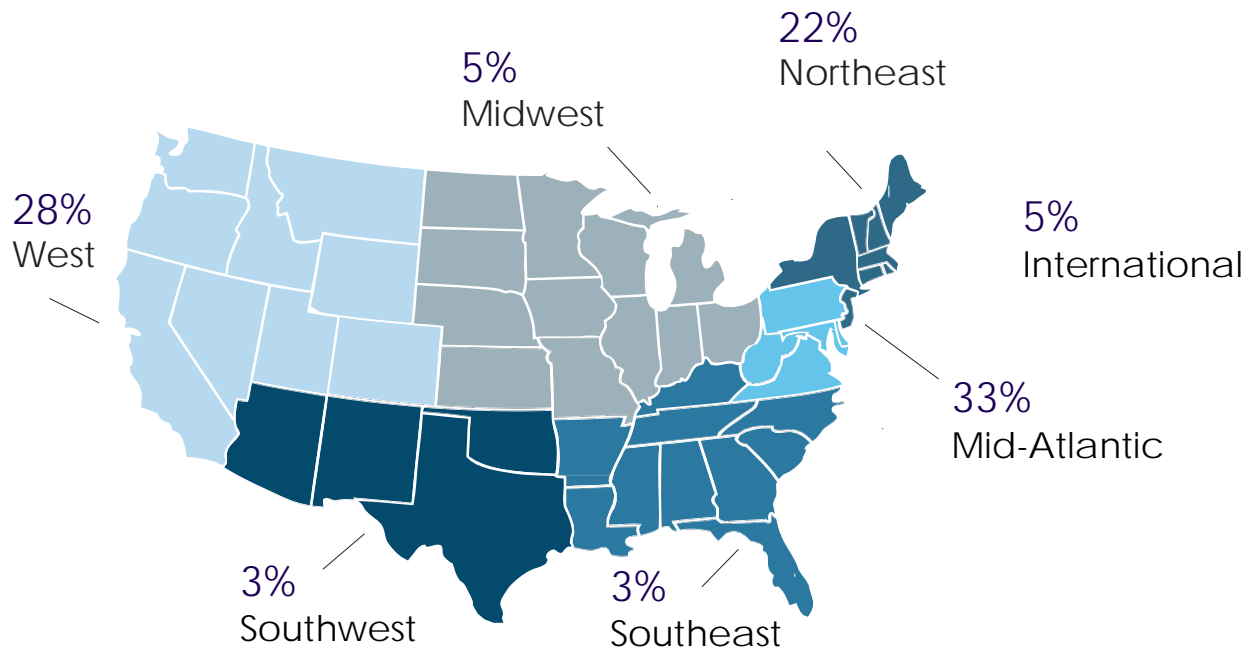 22%
Northeast
5%
Midwest
28%
West
5%
International
33%
Mid-Atlantic
3%
Southwest
3%
Southeast